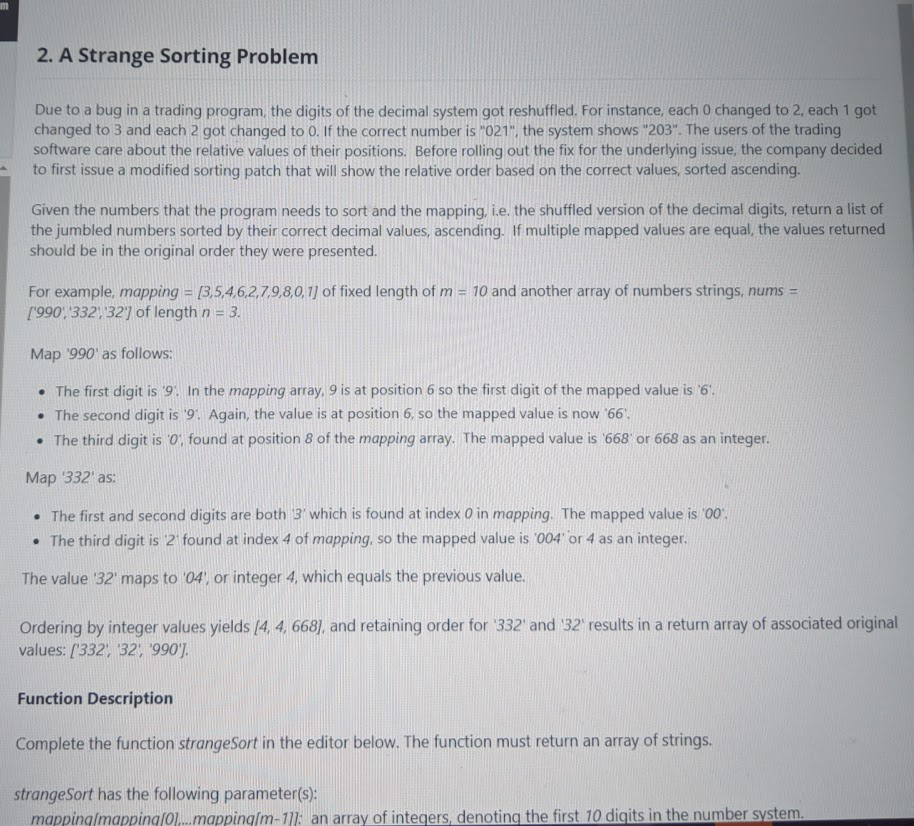 m
2. A Strange Sorting Problem
Due to a bug in a trading program, the digits of the decimal system got reshuffled. For instance, each 0 changed to 2, each 1 got
changed to 3 and each 2 got changed to 0. If the correct number is "021", the system shows "203". The users of the trading
software care about the relative values of their positions. Before rolling out the fix for the underlying issue, the company decided
to first issue a modified sorting patch that will show the relative order based on the correct values, sorted ascending.
Given the numbers that the program needs to sort and the mapping, i.e. the shuffled version of the decimal digits, return a list of
the jumbled numbers sorted by their correct decimal values, ascending. If multiple mapped values are equal, the values returned
should be in the original order they were presented.
For example, mapping = [3,5,4,6,2,7,9,8,0,1] of fixed length of m = 10 and another array of numbers strings, nums =
['990','332','32'] of length n = 3.
Map '990' as follows:
• The first digit is '9'. In the mapping array, 9 is at position 6 so the first digit of the mapped value is '6'.
• The second digit is '9'. Again, the value is at position 6, so the mapped value is now '66'.
• The third digit is '0', found at position 8 of the mapping array. The mapped value is '668' or 668 as an integer.
Map '332' as:
• The first and second digits are both '3' which is found at index 0 in mapping. The mapped value is '00'.
• The third digit is '2' found at index 4 of mapping, so the mapped value is '004' or 4 as an integer.
The value '32' maps to '04', or integer 4, which equals the previous value.
Ordering by integer values yields [4, 4, 668], and retaining order for '332' and '32' results in a return array of associated original
values: ['332', '32', '990'].
Function Description
Complete the function strangeSort in the editor below. The function must return an array of strings.
strangeSort has the following parameter(s):
mapping[mapping[0],...mapping[m-1]]: an array of integers, denoting the first 10 digits in the number system.